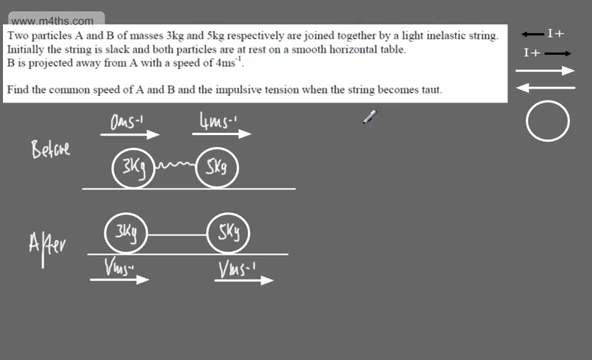 www.m4ths.com
Two particles A and B of masses 3kg and 5kg respectively are joined together by a light inelastic string.
Initially the string is slack and both particles are at rest on a smooth horizontal table.
B is projected away from A with a speed of 4ms⁻¹.
Find the common speed of A and B and the impulsive tension when the string becomes taut.
I+
I+
0ms⁻¹ 4ms⁻¹
Before 3Kg 5Kg
After 3Kg 5Kg
Vms⁻ Vms⁻¹